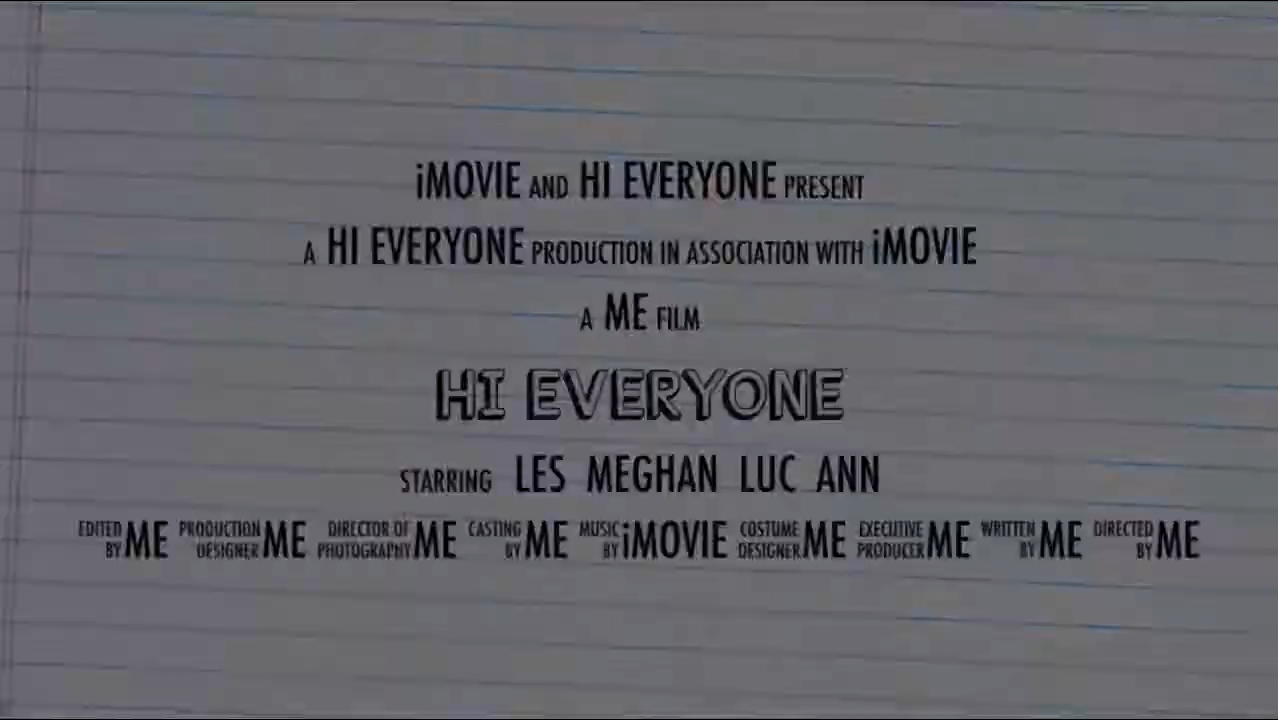 iMOVIE AND HI EVERYONE PRESENT
A HI EVERYONE PRODUCTION IN ASSOCIATION WITH iMOVIE
A ME FILM
HI EVERYONE
STARRING LES MEGHAN LUC ANN
EDITED BY ME PRODUCTION DESIGNER ME DIRECTOR OF PHOTOGRAPHY ME CASTING BY ME MUSIC BY iMOVIE COSTUME DESIGNER ME EXECUTIVE PRODUCER ME WRITTEN BY ME DIRECTED BY ME